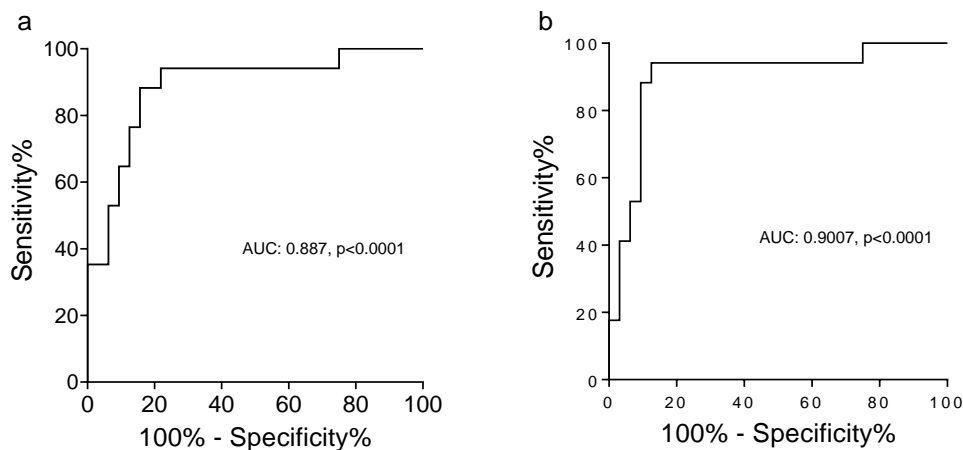 a
100
80
60
40
20
0
0 20 40 60 80 100
Sensitivity%
100% - Specificity%
AUC: 0.887, p<0.0001
b
100
80
60
40
20
0
0 20 40 60 80 100
Sensitivity%
100% - Specificity%
AUC: 0.9007, p<0.0001